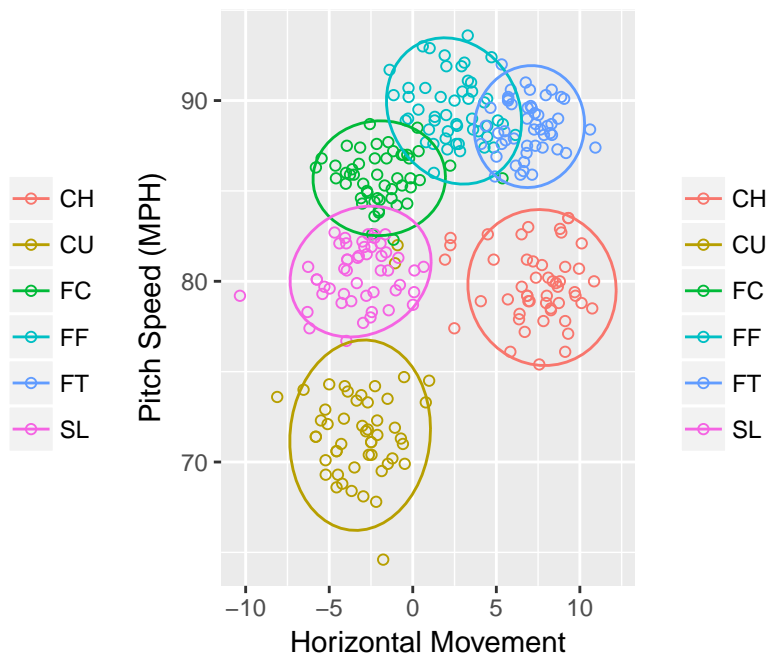 CH
CU
FC
FF
FT
SL
Pitch Speed (MPH)
90
80
70
−10
−5
0
5
10
Horizontal Movement
CH
CU
FC
FF
FT
SL